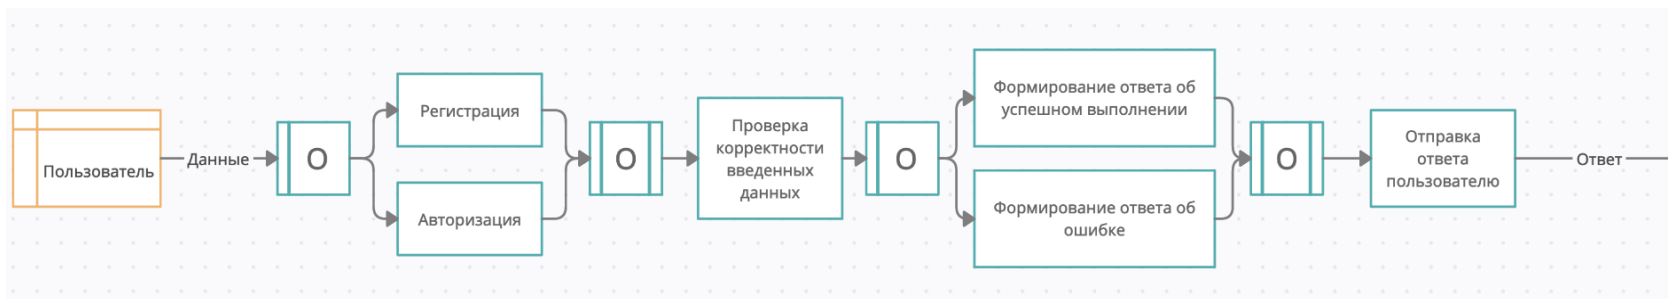 Пользователь
Данные
О
Регистрация
Авторизация
О
Проверка
корректности
введенных
данных
О
Формирование ответа об
успешном выполнении
Формирование ответа об
ошибке
О
Отправка
ответа
пользователю
Ответ